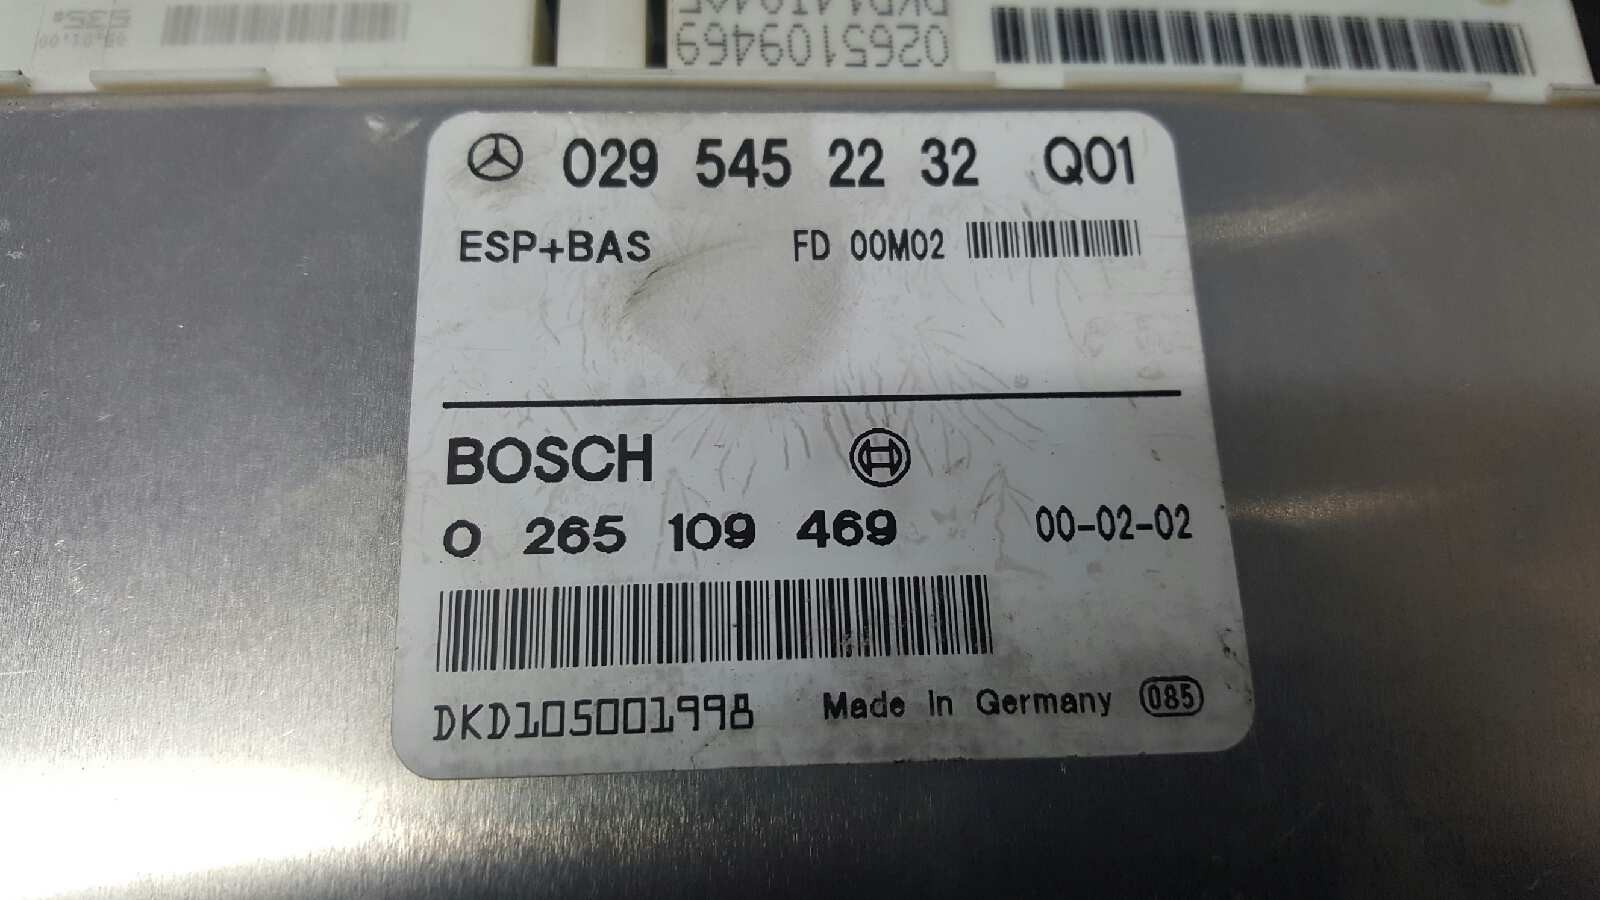 0265109469
029 545 22 32 Q01
ESP+BAS FD 00M02
BOSCH
0 265 109 469 00-02-02
DKD105001998 Made in Germany 085